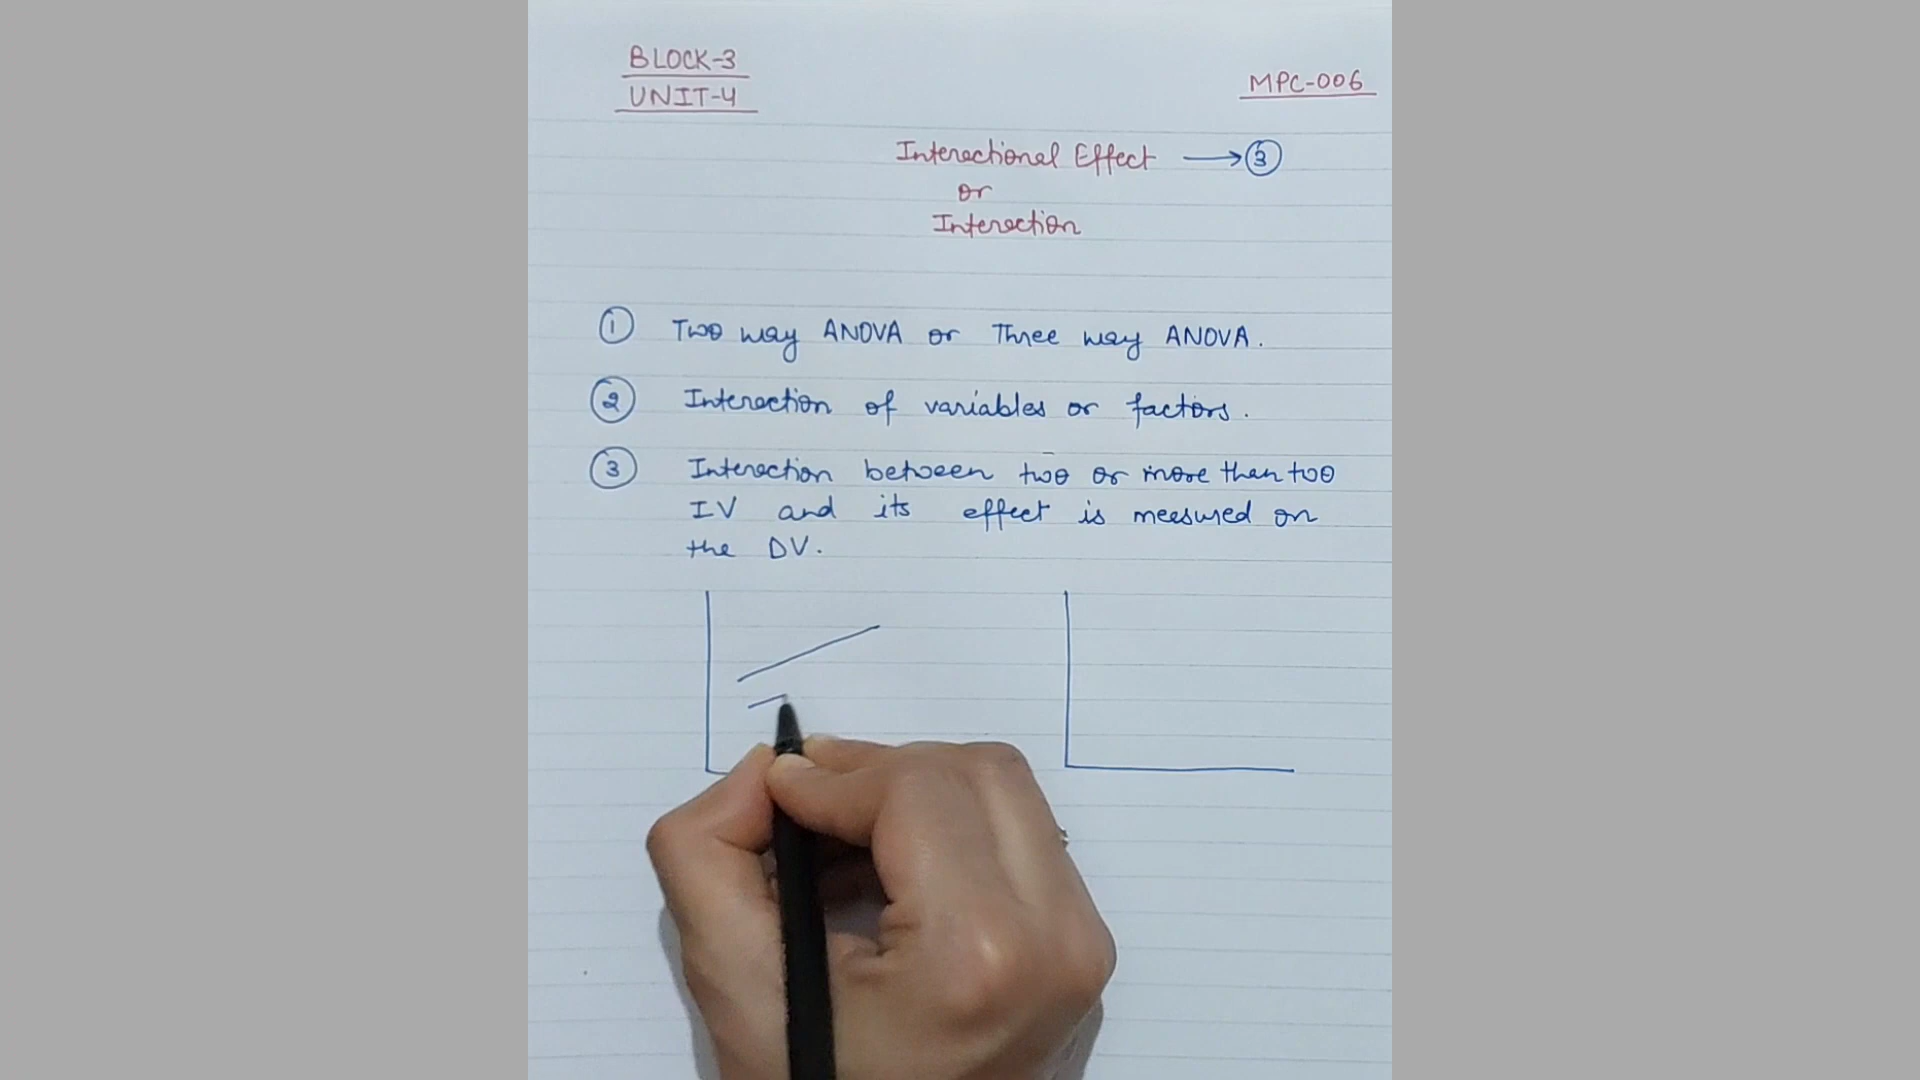 BLOCK-3
UNIT-4
MPC-006
Interactional Effect → ③
or
Interaction
① Two way ANOVA or Three way ANOVA.
② Interaction of variables or factors.
③ Interaction between two or more than two
IV and its effect is measured on
the DV.